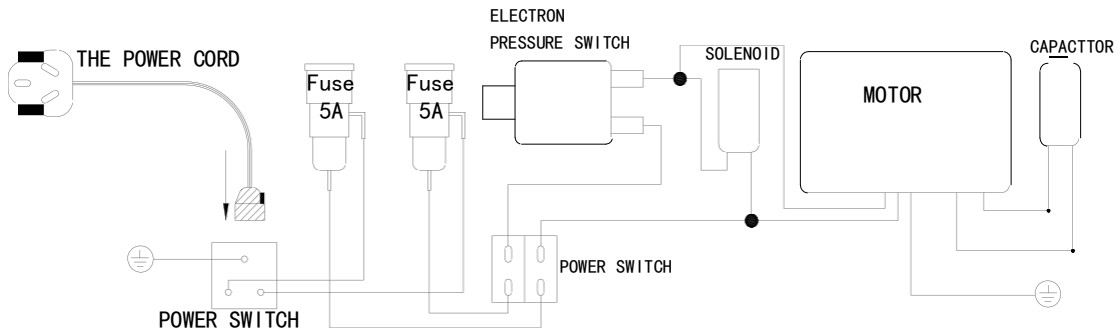 ELECTRON
PRESSURE SWITCH
THE POWER CORD
Fuse
5A
Fuse
5A
SOLENOID
MOTOR
CAPACTTOR
POWER SWITCH
POWER SWITCH